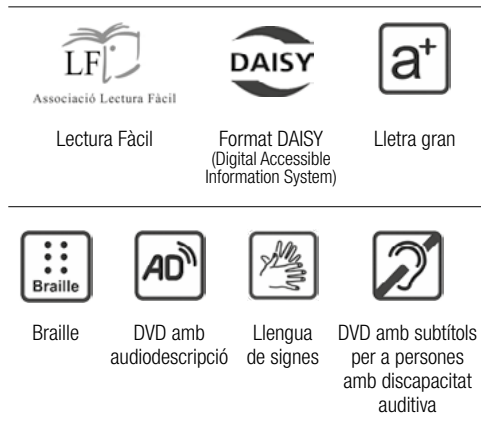 LF
DAISY
a+
Associació Lectura Fàcil
Lectura Fàcil
Format DAISY
(Digital Accessible
Information System)
Lletra gran
Braille
AD
Braille
DVD amb
audiodescripció
Llengua
de signes
DVD amb subtítols
per a persones
amb discapacitat
auditiva